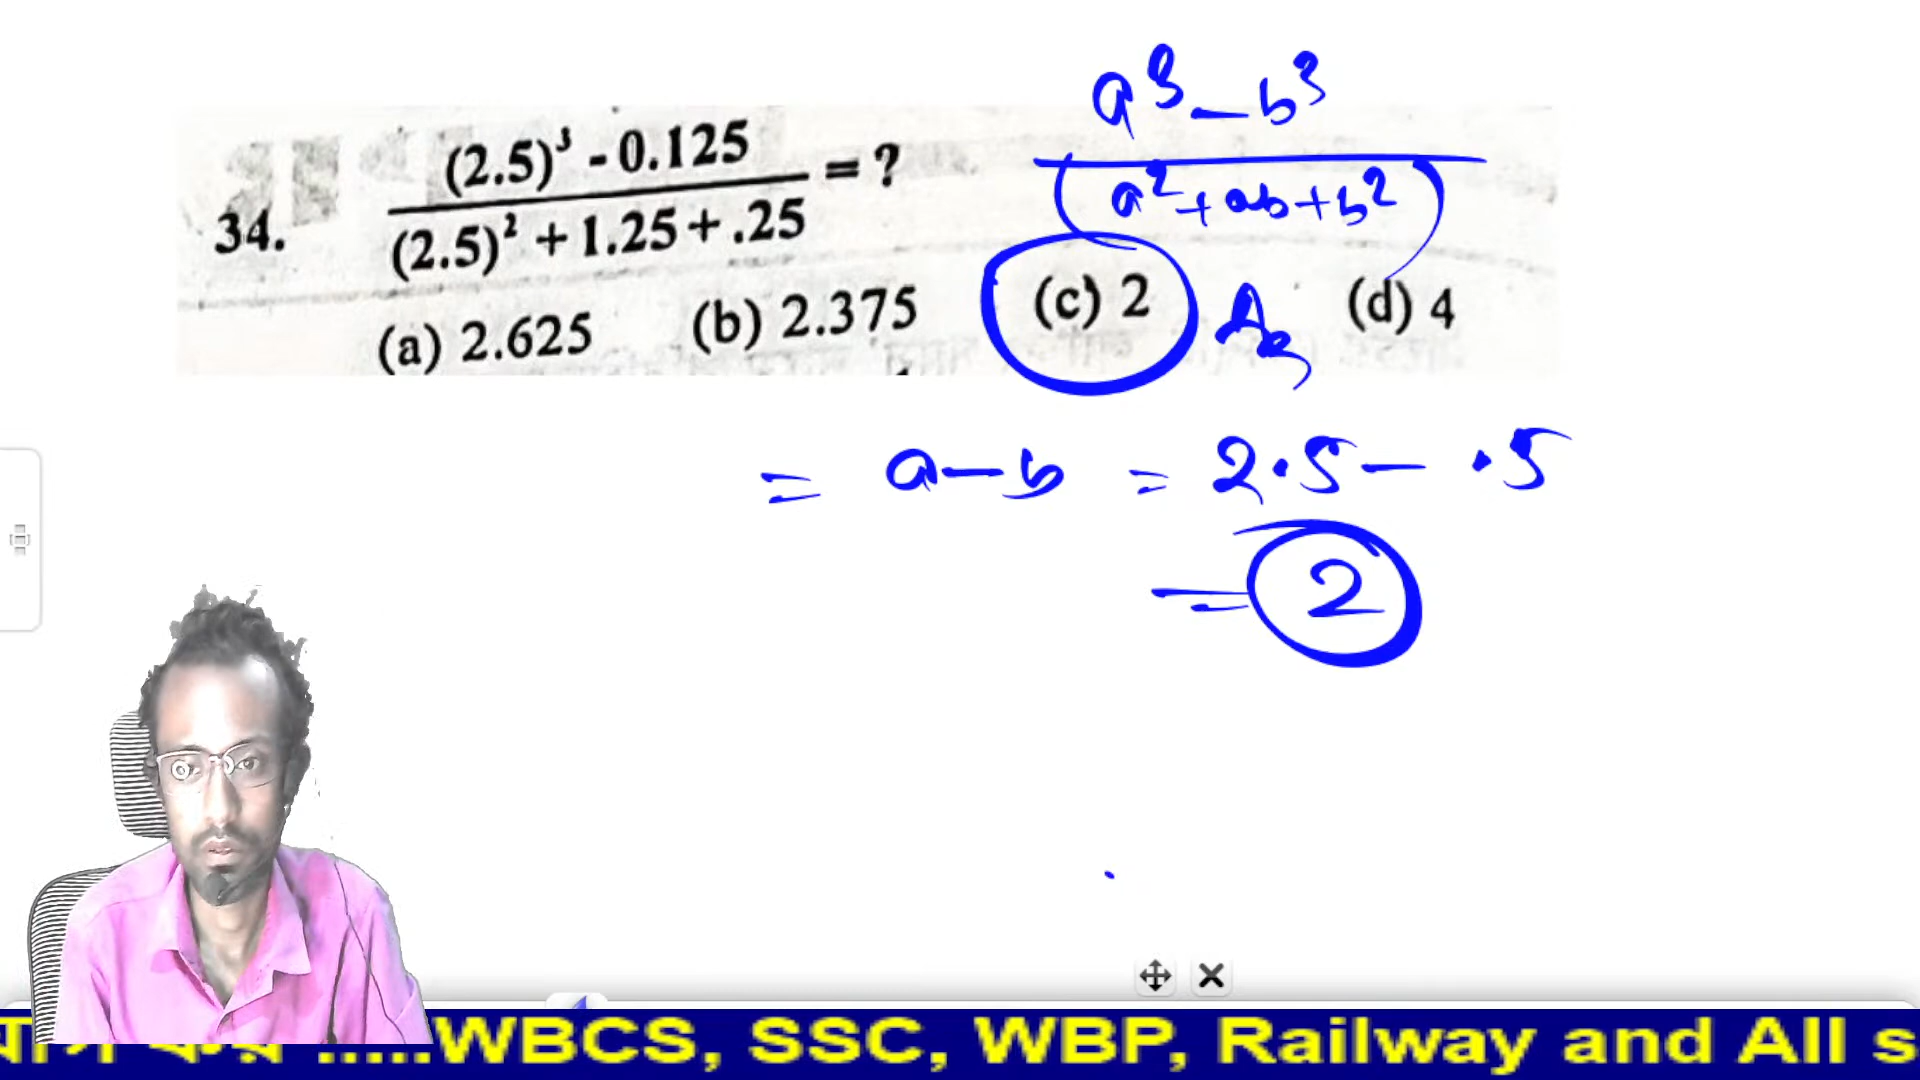 a³ - b³
34. (2.5)³ - 0.125 = ?
(2.5)² + 1.25 + .25
a² + ab + b²
(a) 2.625 (b) 2.375 (c) 2 (d) 4
= a - b = 2.5 - .5
= 2
.....WBCS, SSC, WBP, Railway and All s